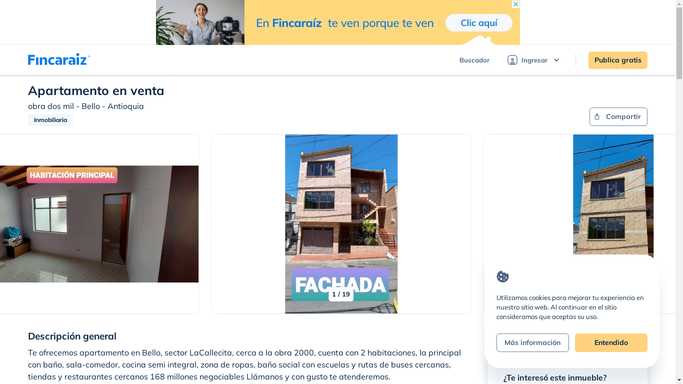 En Fincaraíz te ven porque te ven
Clic aquí
Fincaraiz
Buscador
Ingresar
Publica gratis
Apartamento en venta
obra dos mil - Bello - Antioquia
Inmobiliaria
Compartir
HABITACIÓN PRINCIPAL
FACHADA
1 / 19
Utilizamos cookies para mejorar tu experiencia en
nuestro sitio web. Al continuar en el sitio
consideramos que aceptas su uso.
Más información
Entendido
Descripción general
Te ofrecemos apartamento en Bello, sector LaCallecita, cerca a la obra 2000, cuenta con 2 habitaciones, la principal
con baño, sala-comedor, cocina semi integral, zona de ropas, baño social con escuelas y rutas de buses cercanas,
tiendas y restaurantes cercanos 168 millones negociables Llámanos y con gusto te atenderemos.
¿Te interesó este inmueble?